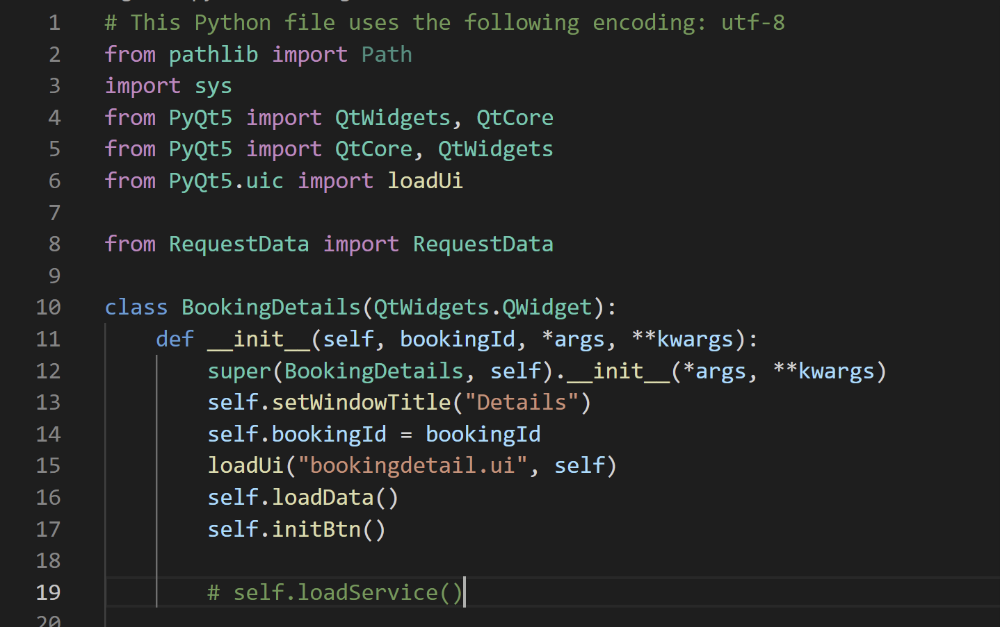 1 # This Python file uses the following encoding: utf-8
2 from pathlib import Path
3 import sys
4 from PyQt5 import QtWidgets, QtCore
5 from PyQt5 import QtCore, QtWidgets
6 from PyQt5.uic import loadUi
7
8 from RequestData import RequestData
9
10 class BookingDetails(QtWidgets.QWidget):
11     def __init__(self, bookingId, *args, **kwargs):
12         super(BookingDetails, self).__init__(*args, **kwargs)
13         self.setWindowTitle("Details")
14         self.bookingId = bookingId
15         loadUi("bookingdetail.ui", self)
16         self.loadData()
17         self.initBtn()
18
19         # self.loadService()
20